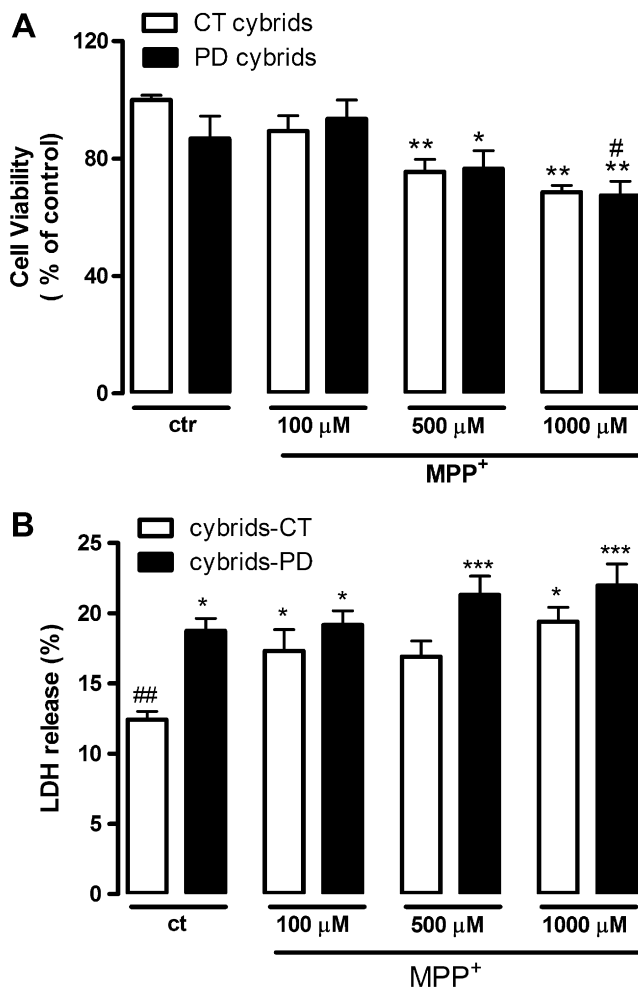 A
CT cybrids
PD cybrids
Cell Viability
( % of control)
120
80
40
0
**
*
**
#
**
ctr
100 μM
500 μM
1000 μM
MPP+
B
cybrids-CT
cybrids-PD
LDH release (%)
25
20
15
10
5
0
##
*
*
*
***
*
***
ct
100 μM
500 μM
1000 μM
MPP+